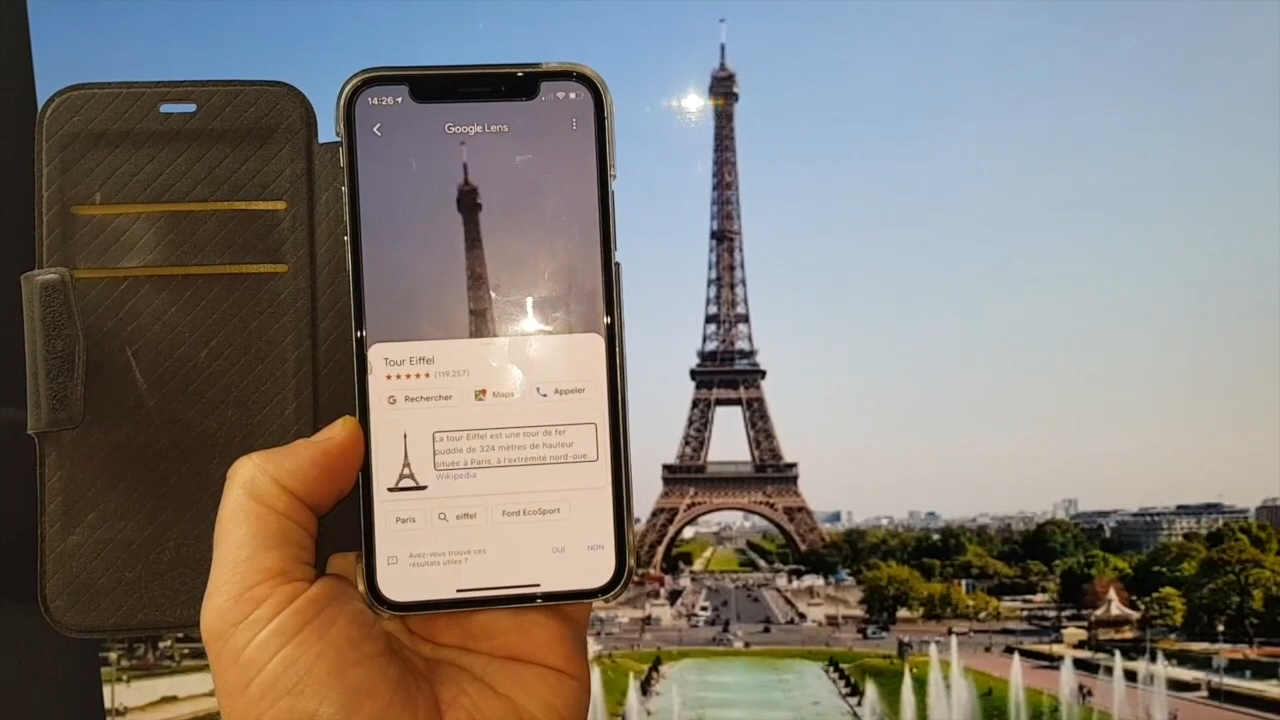 14:26
Google Lens
Tour Eiffel
(119.257)
Rechercher
Maps
Appeler
La tour Eiffel est une tour de fer
puddlé de 324 mètres de hauteur
située à Paris, à l'extrémité nord-oue...
Wikipedia
Paris
eiffel
Ford EcoSport
Avez-vous trouvé ces
résultats utiles ?
OUI
NON